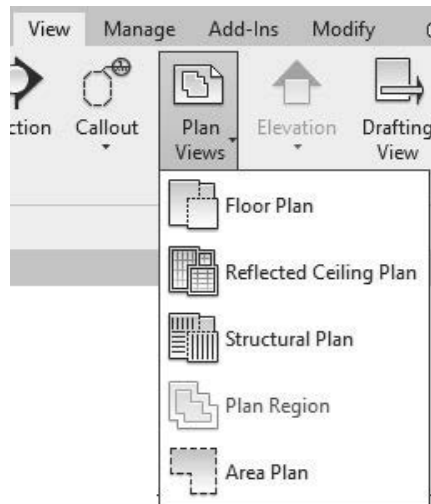 View Manage Add-Ins Modify
ction Callout Plan Views Elevation Drafting View
Floor Plan
Reflected Ceiling Plan
Structural Plan
Plan Region
Area Plan